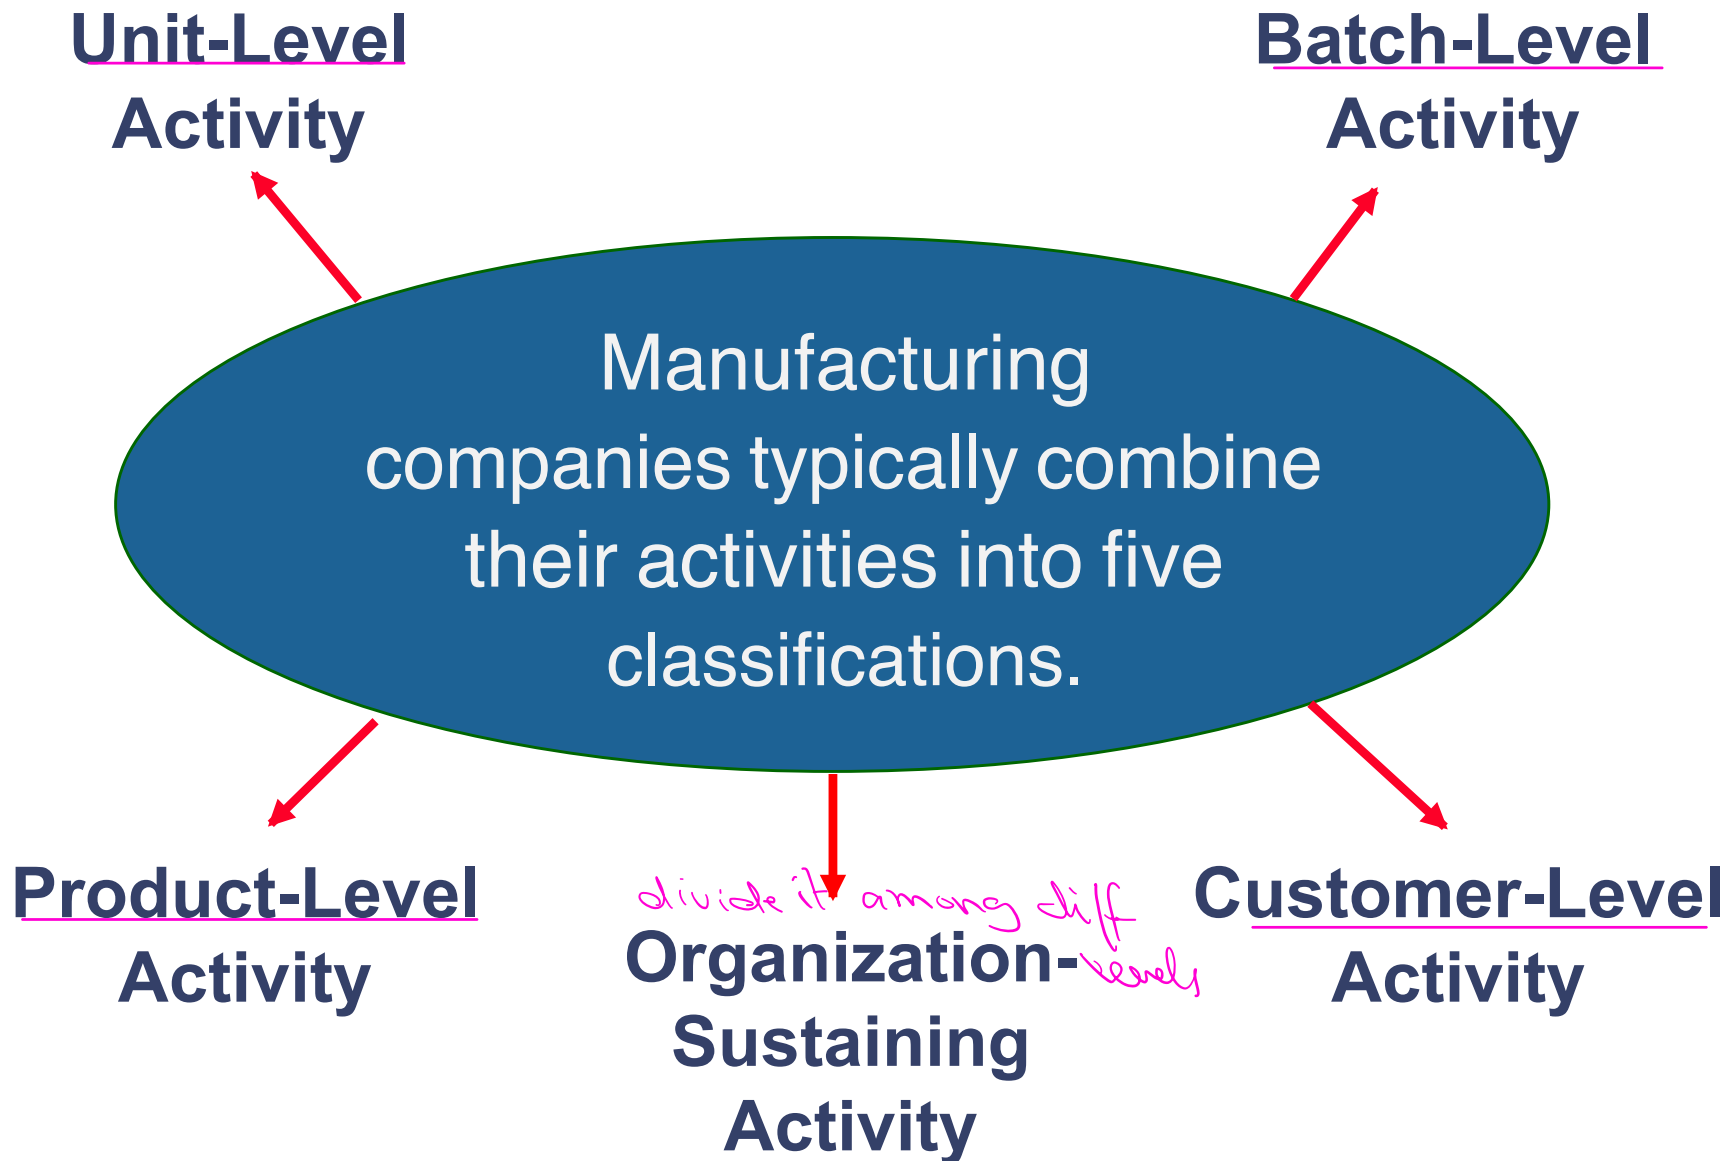 Unit-Level
Activity
Batch-Level
Activity
Manufacturing
companies typically combine
their activities into five
classifications.
Product-Level
Activity
divide it among diff
levels
Organization-
Sustaining
Activity
Customer-Level
Activity